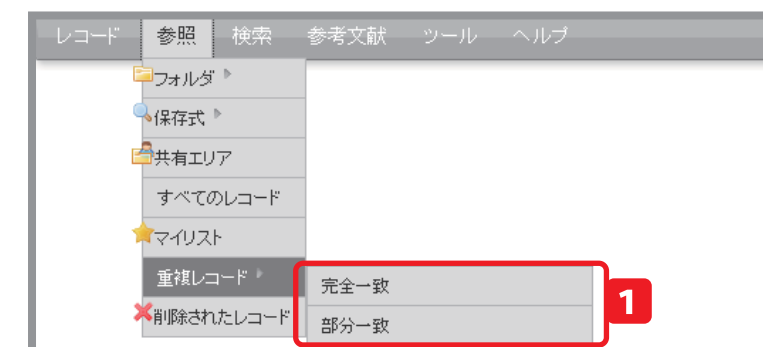 レコード 参照 検索 参考文献 ツール ヘルプ
フォルダ
保存式
共有エリア
すべてのレコード
マイリスト
重複レコード
完全一致
1
削除されたレコード
部分一致